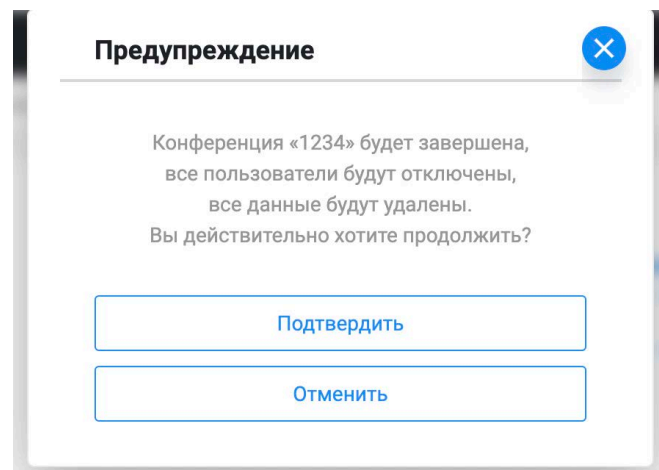 Предупреждение
Конференция «1234» будет завершена,
все пользователи будут отключены,
все данные будут удалены.
Вы действительно хотите продолжить?
Подтвердить
Отменить